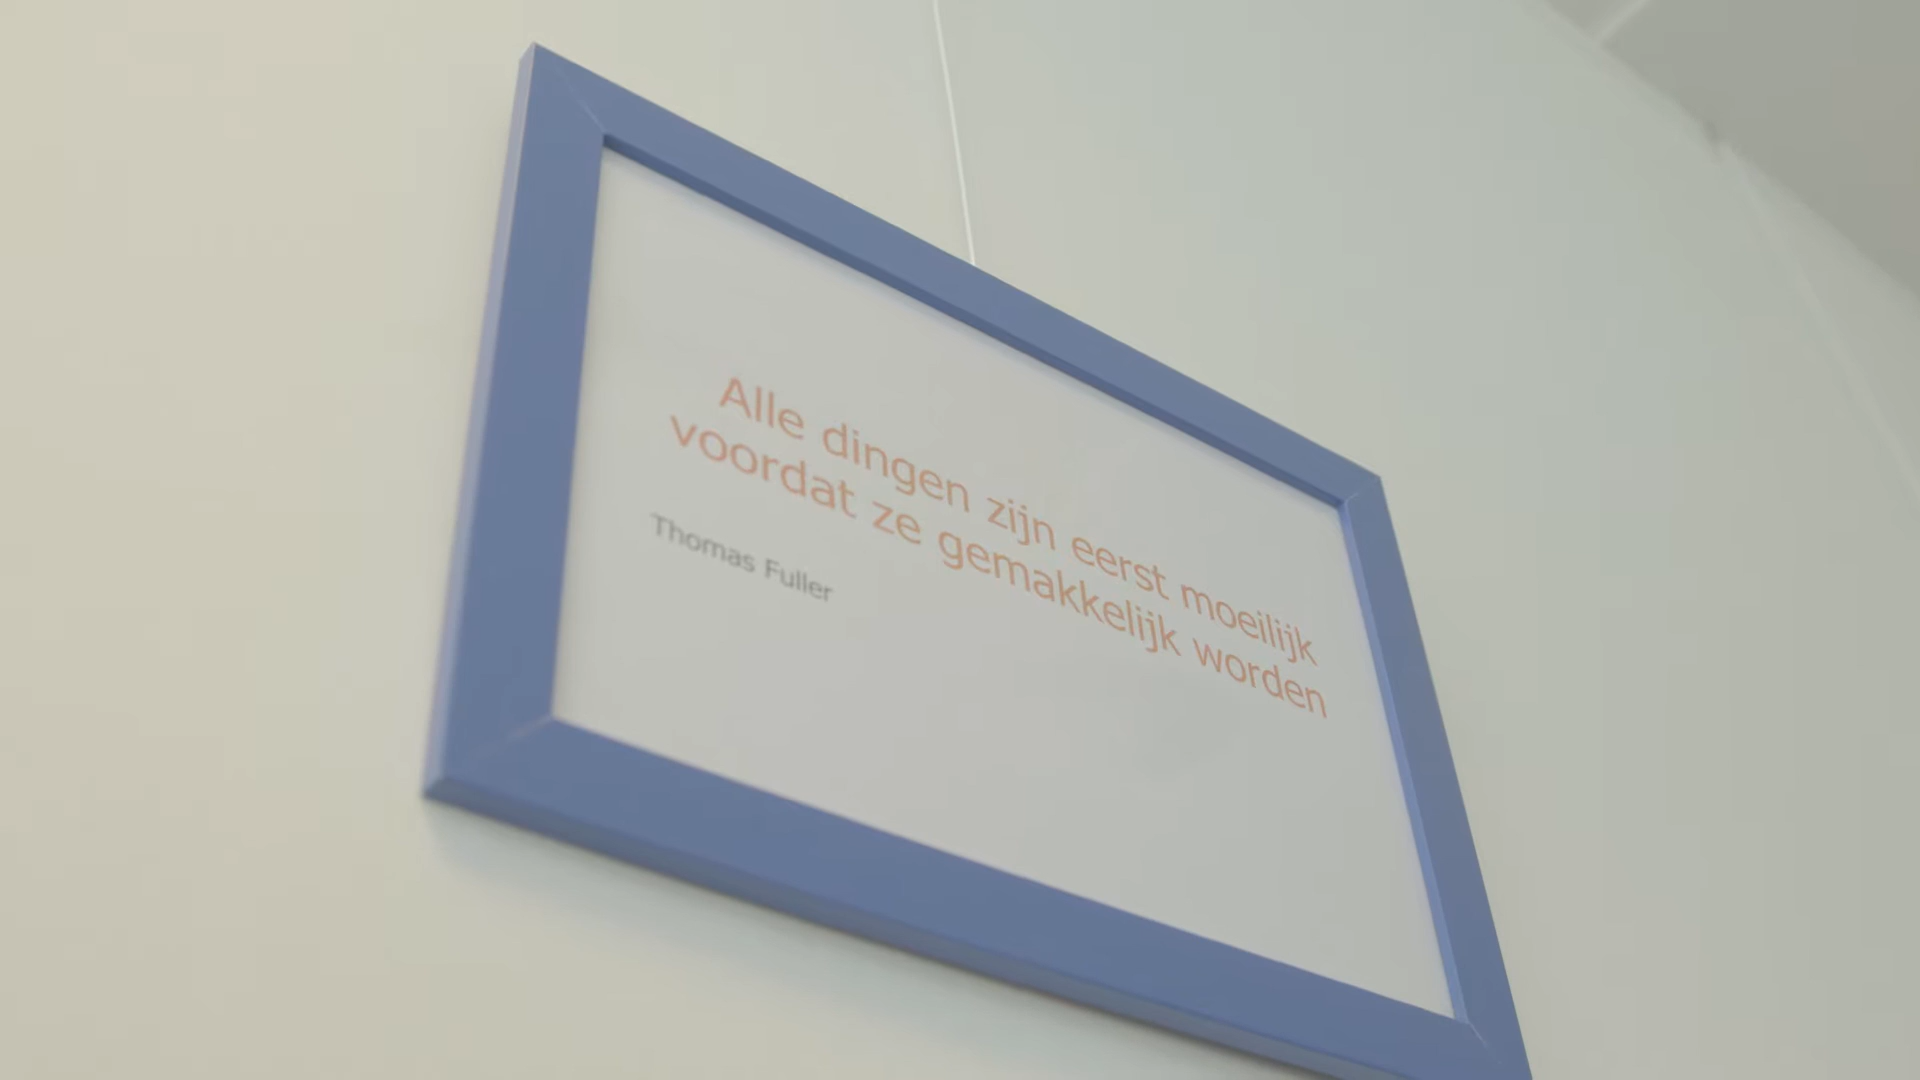 Alle dingen zijn eerst moeilijk
voordat ze gemakkelijk worden
Thomas Fuller